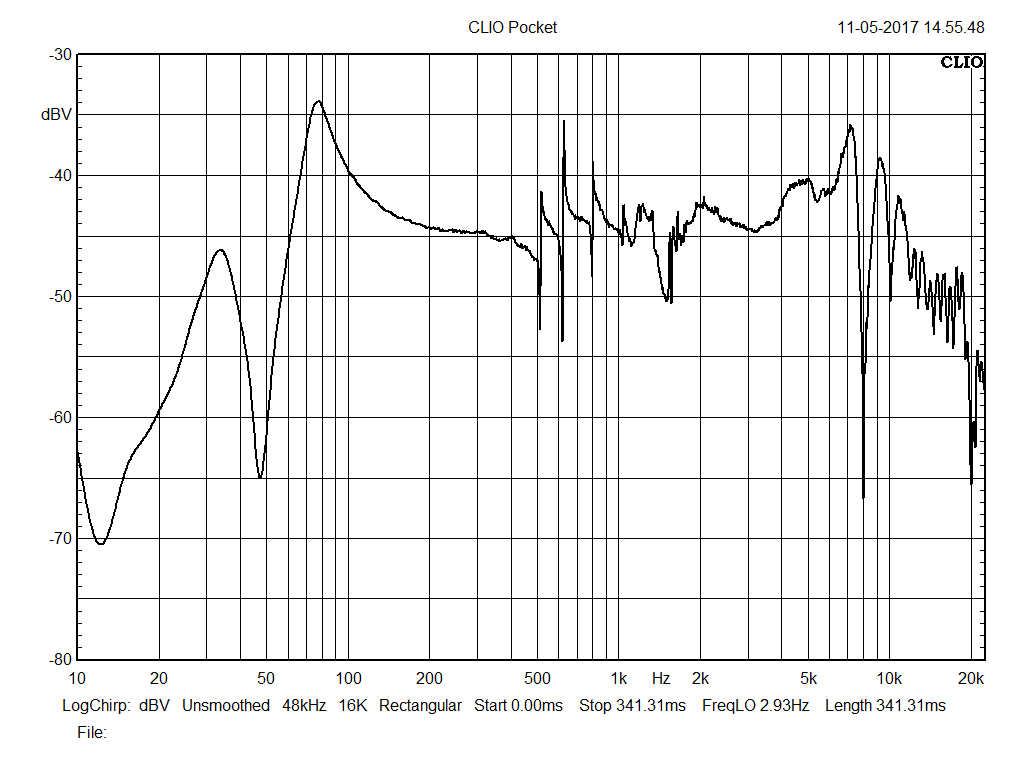 CLIO Pocket 11-05-2017 14.55.48
-30
CLIO
dBV
-40
-50
-60
-70
-80
10 20 50 100 200 500 1k Hz 2k 5k 10k 20k
LogChirp: dBV Unsmoothed 48kHz 16K Rectangular Start 0.00ms Stop 341.31ms FreqLO 2.93Hz Length 341.31ms
File: